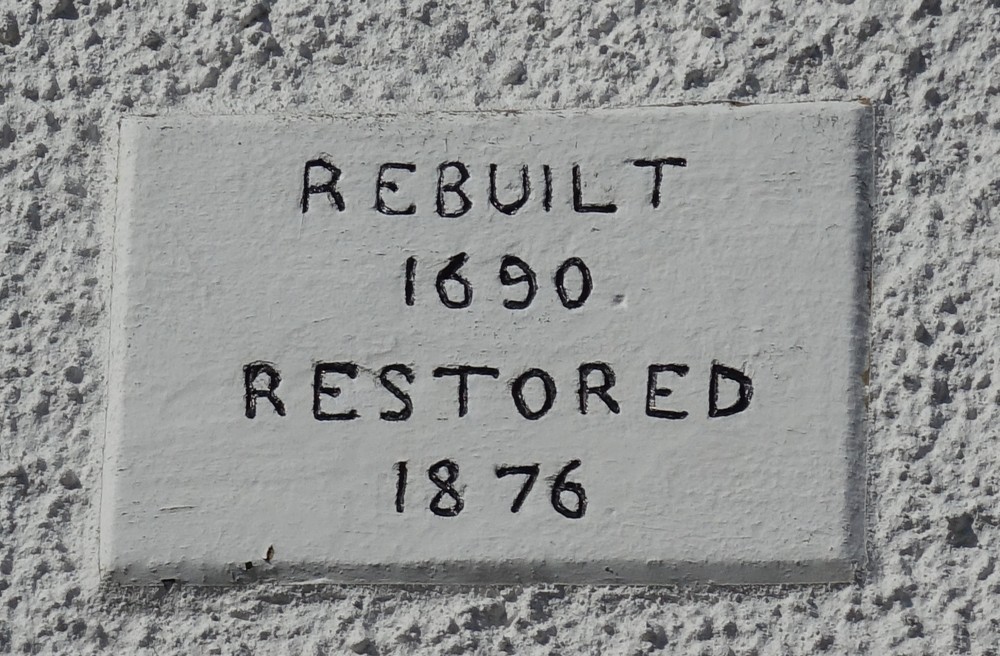 REBUILT
1690
RESTORED
1876